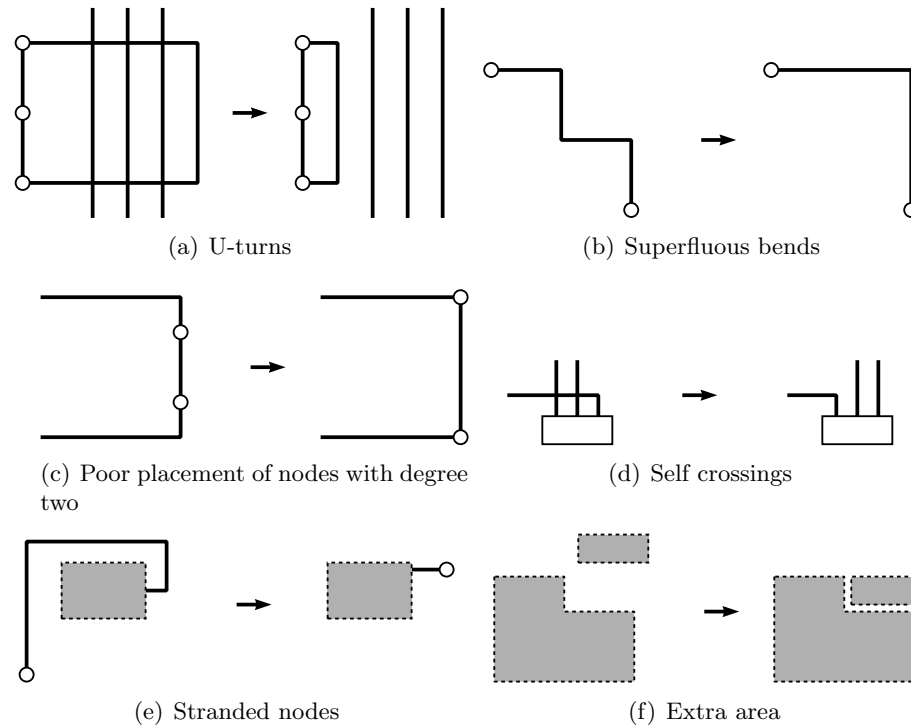 (a) U-turns
(b) Superfluous bends
(c) Poor placement of nodes with degree
two
(d) Self crossings
(e) Stranded nodes
(f) Extra area